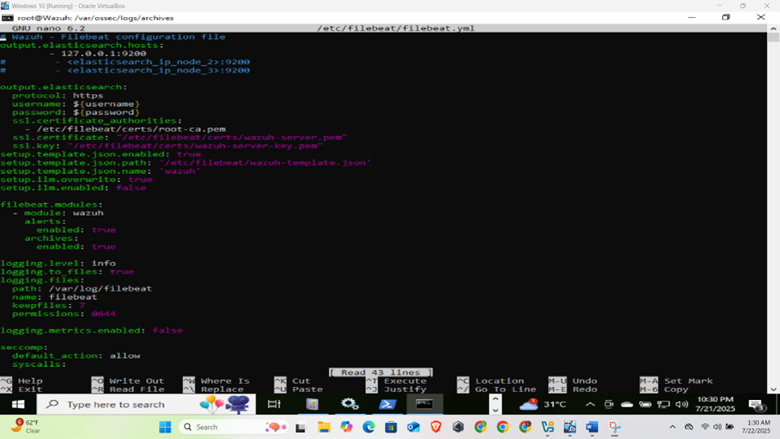 Windows 10 [Running] - Oracle VirtualBox
root@Wazuh: /var/ossec/logs/archives
GNU nano 6.2 /etc/filebeat/filebeat.yml
# Wazuh - Filebeat configuration file
output.elasticsearch.hosts:
- 127.0.0.1:9200
# - <elasticsearch_ip_node_2>:9200
# - <elasticsearch_ip_node_3>:9200
output.elasticsearch:
protocol: https
username: ${username}
password: ${password}
ssl.certificate_authorities:
- /etc/filebeat/certs/root-ca.pem
ssl.certificate: "/etc/filebeat/certs/wazuh-server.pem"
ssl.key: "/etc/filebeat/certs/wazuh-server-key.pem"
setup.template.json.enabled: true
setup.template.json.path: '/etc/filebeat/wazuh-template.json'
setup.template.json.name: 'wazuh'
setup.ilm.overwrite: true
setup.ilm.enabled: false
filebeat.modules:
- module: wazuh
alerts:
enabled: true
archives:
enabled: true
logging.level: info
logging.to_files: true
logging.files:
path: /var/log/filebeat
name: filebeat
keepfiles: 7
permissions: 0644
logging.metrics.enabled: false
seccomp:
default_action: allow
syscalls:
[ Read 43 lines ]
^G Help ^O Write Out ^W Where Is ^K Cut ^T Execute ^C Location M-U Undo M-A Set Mark
^X Exit ^R Read File ^\ Replace ^U Paste ^J Justify ^/ Go To Line M-E Redo M-6 Copy
Type here to search 31°C 10:30 PM
7/21/2025
62°F
Clear
Search
1:30 AM
7/22/2025